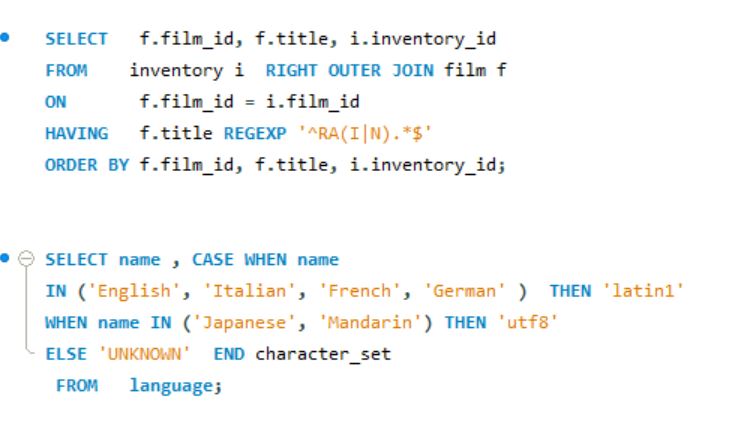 SELECT   f.film_id, f.title, i.inventory_id
FROM    inventory i  RIGHT OUTER JOIN film f
ON       f.film_id = i.film_id
HAVING   f.title REGEXP '^RA(I|N).*$'
ORDER BY f.film_id, f.title, i.inventory_id;
SELECT name , CASE WHEN name
IN ('English', 'Italian', 'French', 'German' )  THEN 'latin1'
WHEN name IN ('Japanese', 'Mandarin') THEN 'utf8'
ELSE 'UNKNOWN'  END character_set
FROM   language;